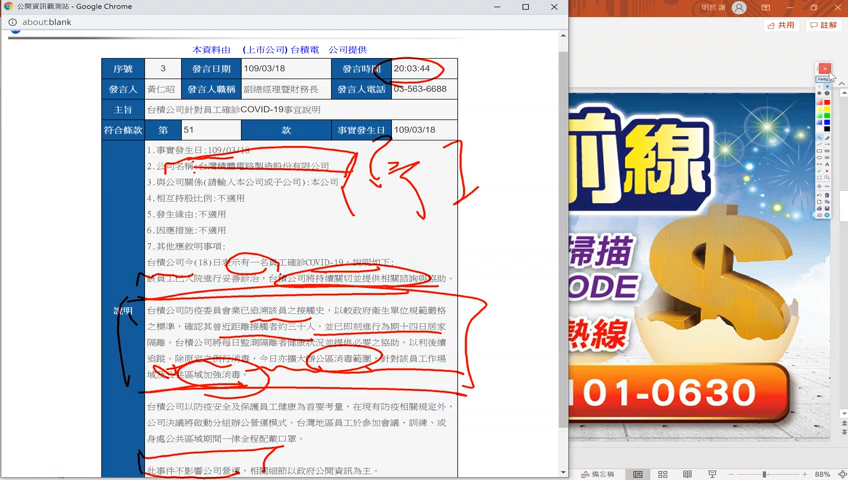 公開資訊觀測站 - Google Chrome
about:blank
本資料由 (上市公司) 台積電 公司提供
序號 3 發言日期 109/03/18 發言時間 20:03:44
發言人 黃仁昭 發言人職稱 副總經理暨財務長 發言人電話 03-563-6688
主旨 台積公司針對員工確診COVID-19事宜說明
符合條款 第 51 款 事實發生日 109/03/18
說明
1.事實發生日:109/03/18
2.公司名稱:台灣積體電路製造股份有限公司
3.與公司關係(請輸入本公司或子公司):本公司
4.相互持股比例:不適用
5.發生緣由:不適用
6.因應措施:不適用
7.其他應敘明事項:
台積公司今(18)日表示有一名員工確診COVID-19，說明如下:
該員工已入院進行妥善診治，台積公司將持續關切並提供相關諮詢與協助。
台積公司防疫委員會業已追溯該員之接觸史，以較政府衛生單位規範嚴格
之標準，確認其曾近距離接觸者約三十人，並已即刻進行為期十四日居家
隔離。台積公司將每日監測隔離者健康狀況並提供必要之協助，以利後續
追蹤。除原定之例行消毒，今日亦擴大辦公區消毒範圍，針對該員工作場
域及公共區域加強消毒。
台積公司以防疫安全及保護員工健康為首要考量，在現有防疫相關規定外，
公司決議將啟動分組辦公營運模式。台灣地區員工於參加會議、訓練、或
身處公共區域期間一律全程配戴口罩。
此事件不影響公司營運，相關細節以政府公開資訊為主。
共用
註解
前線
掃描
ODE
熱線
101-0630
備忘稿
88%